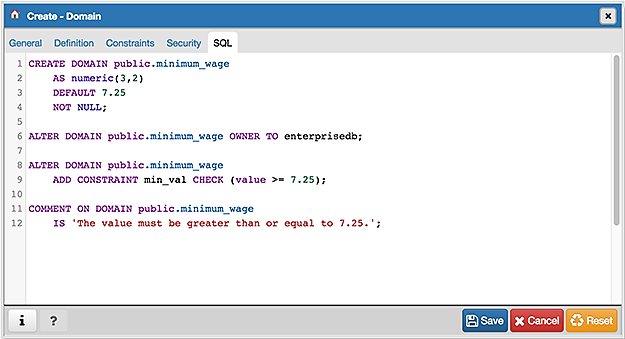 Create - Domain
General Definition Constraints Security SQL
1 CREATE DOMAIN public.minimum_wage
2     AS numeric(3,2)
3     DEFAULT 7.25
4     NOT NULL;
5
6 ALTER DOMAIN public.minimum_wage OWNER TO enterprisedb;
7
8 ALTER DOMAIN public.minimum_wage
9     ADD CONSTRAINT min_val CHECK (value >= 7.25);
10
11 COMMENT ON DOMAIN public.minimum_wage
12     IS 'The value must be greater than or equal to 7.25.';
i ? Save Cancel Reset